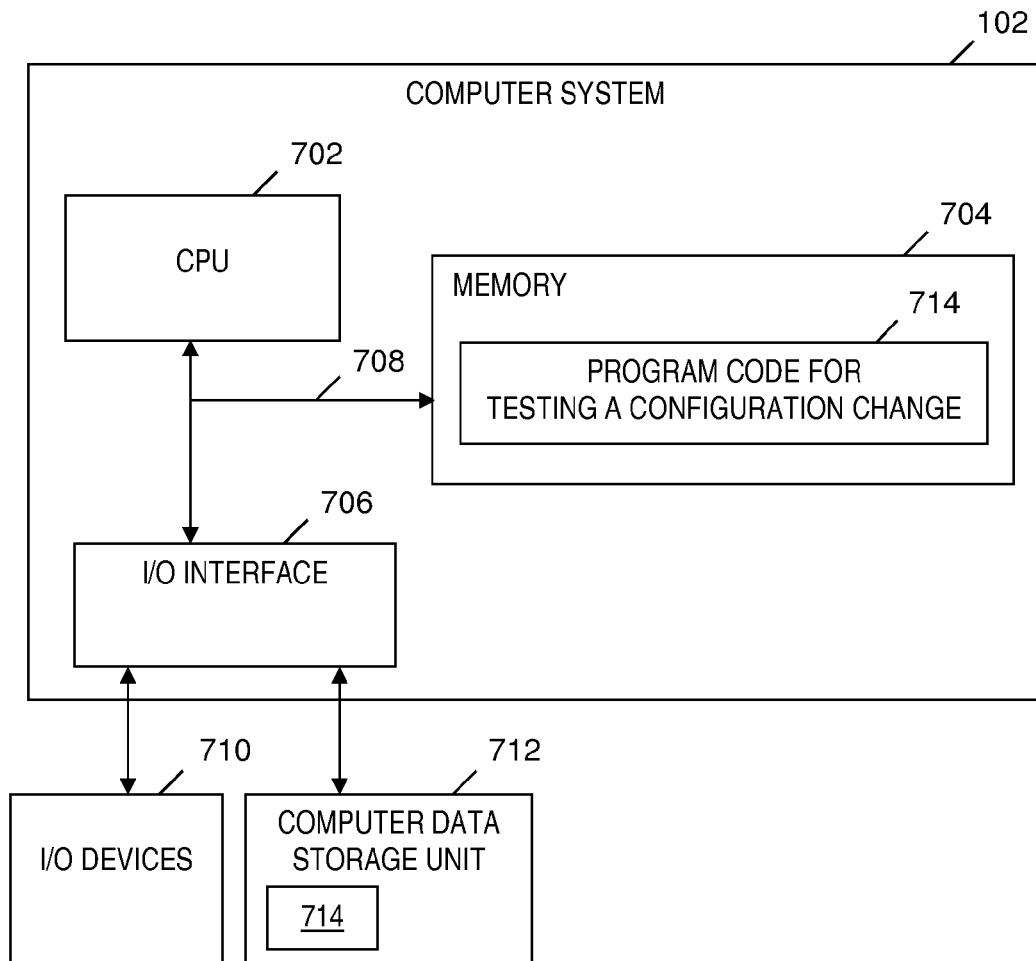 102
COMPUTER SYSTEM
702
CPU
704
MEMORY
714
PROGRAM CODE FOR
TESTING A CONFIGURATION CHANGE
708
706
I/O INTERFACE
710
I/O DEVICES
712
COMPUTER DATA
STORAGE UNIT
714